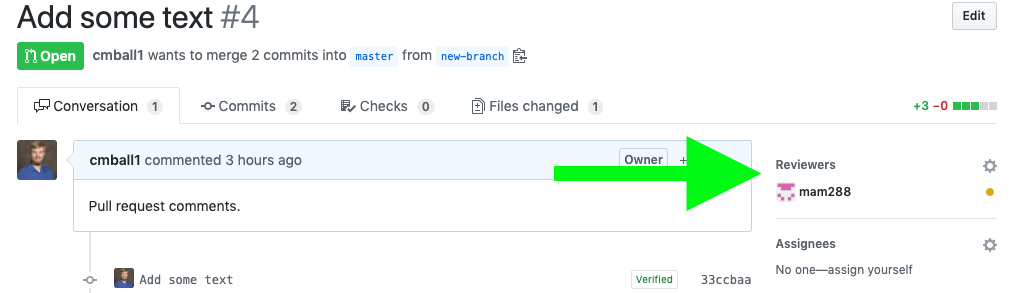 Add some text #4
Edit
Open
cmball1 wants to merge 2 commits into master from new-branch
Conversation 1
Commits 2
Checks 0
Files changed 1
+3 −0
cmball1 commented 3 hours ago
Owner
Pull request comments.
Add some text
Verified
33ccbaa
Reviewers
mam288
Assignees
No one—assign yourself